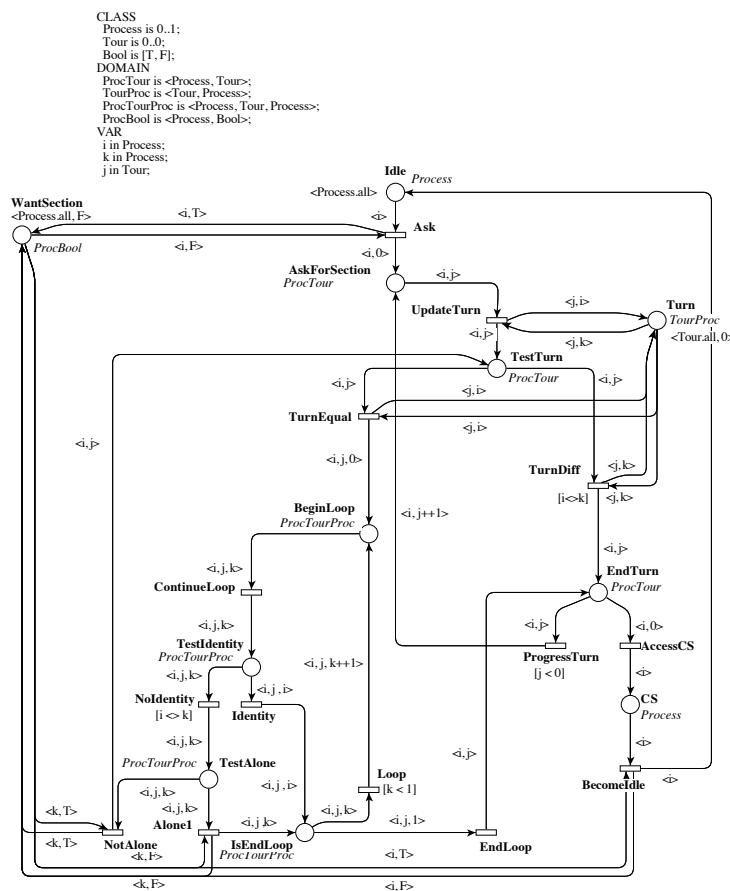 CLASS
Process is 0..1;
Tour is 0..0;
Bool is [T, F];
DOMAIN
ProcTour is <Process, Tour>;
TourProc is <Tour, Process>;
ProcTourProc is <Process, Tour, Process>;
ProcBool is <Process, Bool>;
VAR
i in Process;
k in Process;
j in Tour;
Idle
<Process.all>
Process
WantSection
<Process.all, F>
<i, T>
<i>
Ask
ProcBool
<i, F>
<i, 0>
AskForSection
ProcTour
<i, j>
UpdateTurn
<j, i>
Turn
TourProc
<i, j>
<j, k>
<Tour.all, 0>
TestTurn
ProcTour
<i, j>
<j, i>
<i, j>
TurnEqual
<j, i>
<i, j>
<i, j, 0>
TurnDiff
<j, k>
[i<>k]
<j, k>
BeginLoop
ProcTourProc
<i, j++1>
<i, j>
<i, j, k>
EndTurn
ProcTour
ContinueLoop
<i, j, k>
<i, j>
<i, 0>
TestIdentity
ProcTourProc
<i, j, k++1>
AccessCS
ProgressTurn
[j < 0]
<i, j, k>
<i, j, i>
<i>
NoIdentity
[i <> k]
Identity
CS
Process
<i, j, k>
<i>
<i, j>
ProcTourProc
TestAlone
<i, j, i>
Loop
[k < 1]
<i>
BecomeIdle
<i, j, k>
<i, j, k>
<k, T>
Alone1
<i, j, k>
<i, j, k>
<i, j, 1>
<k, T>
NotAlone
IsEndLoop
EndLoop
<k, F>
ProcTourProc
<i, T>
<k, F>
<i, F>